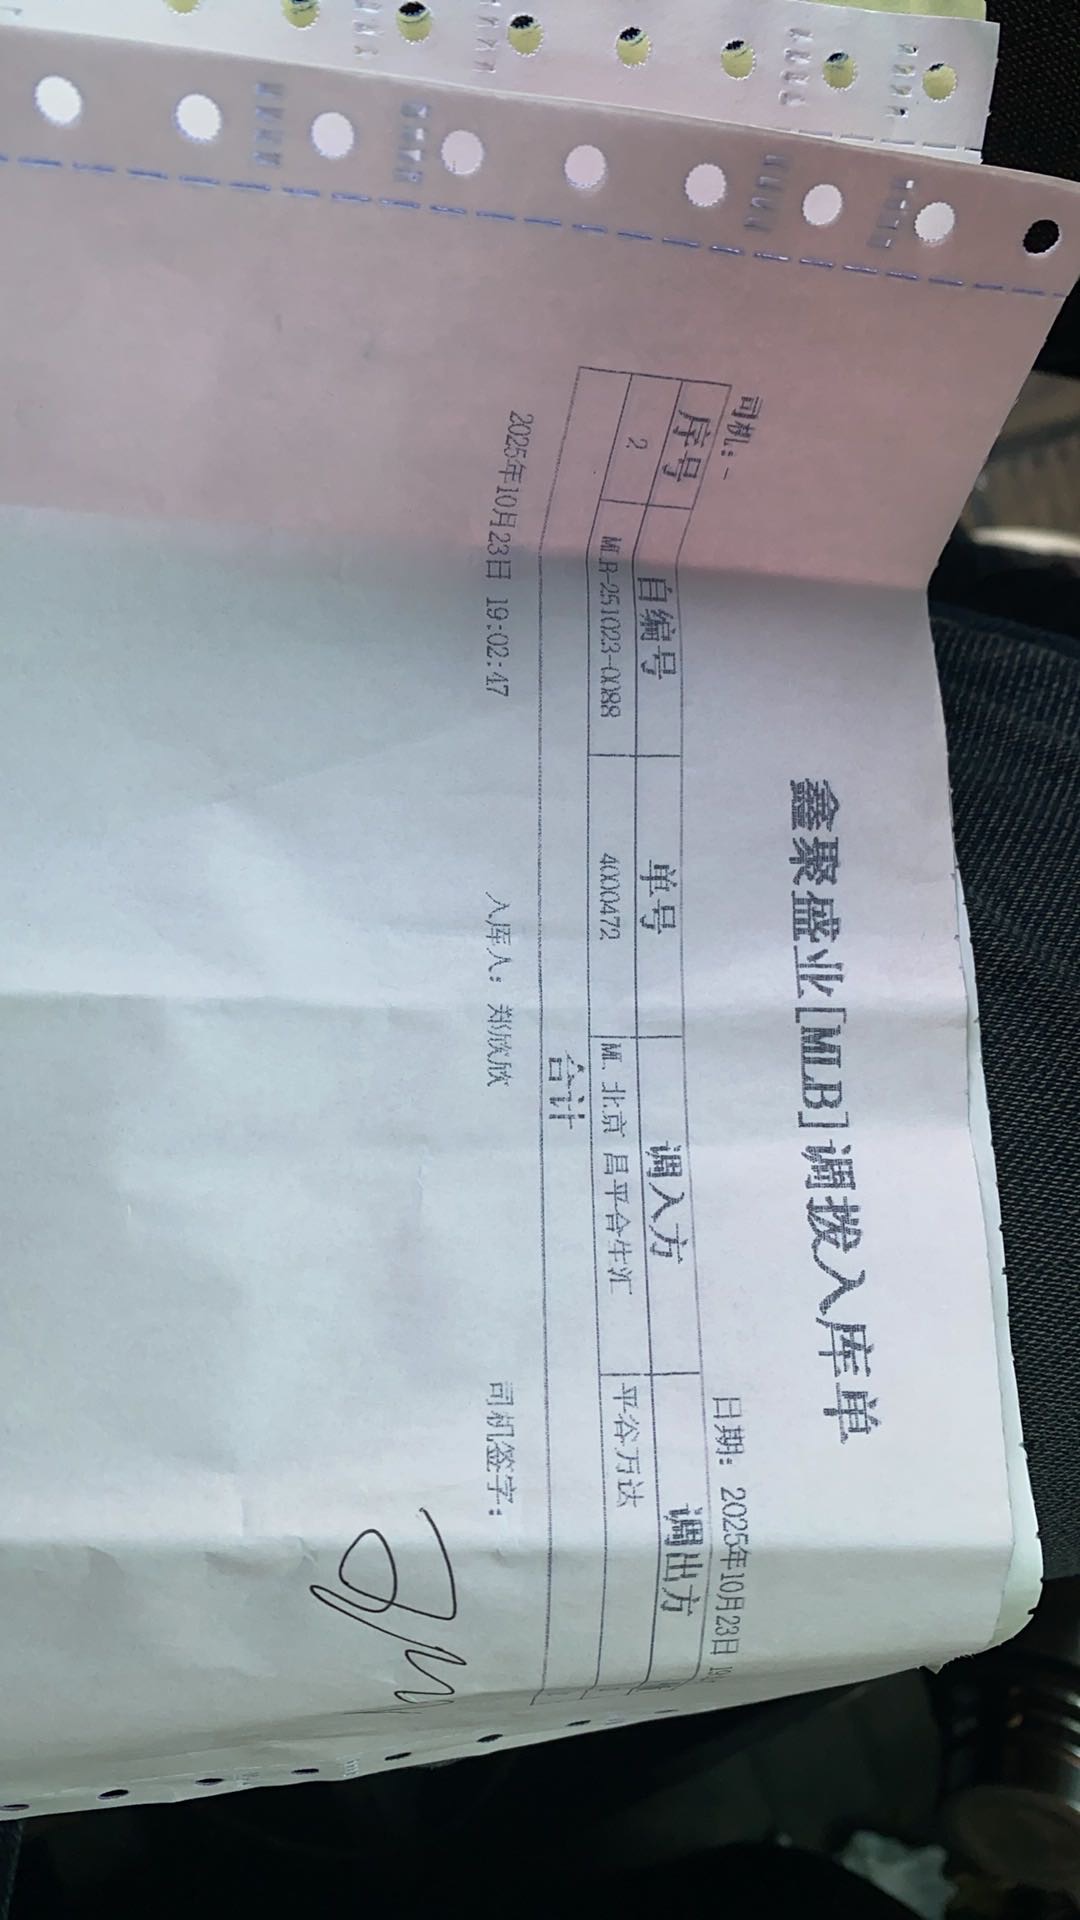 鑫聚盛业[MLB]调拨入库单
司机:- 日期: 2025年10月23日
序号 自编号 单号 调入方 调出方
2 MLB-251023-0088 4000472 ML 北京 昌平合生汇 平谷万达
合计
2025年10月23日 19:02:47 入库人: 郑欣欣 司机签字: